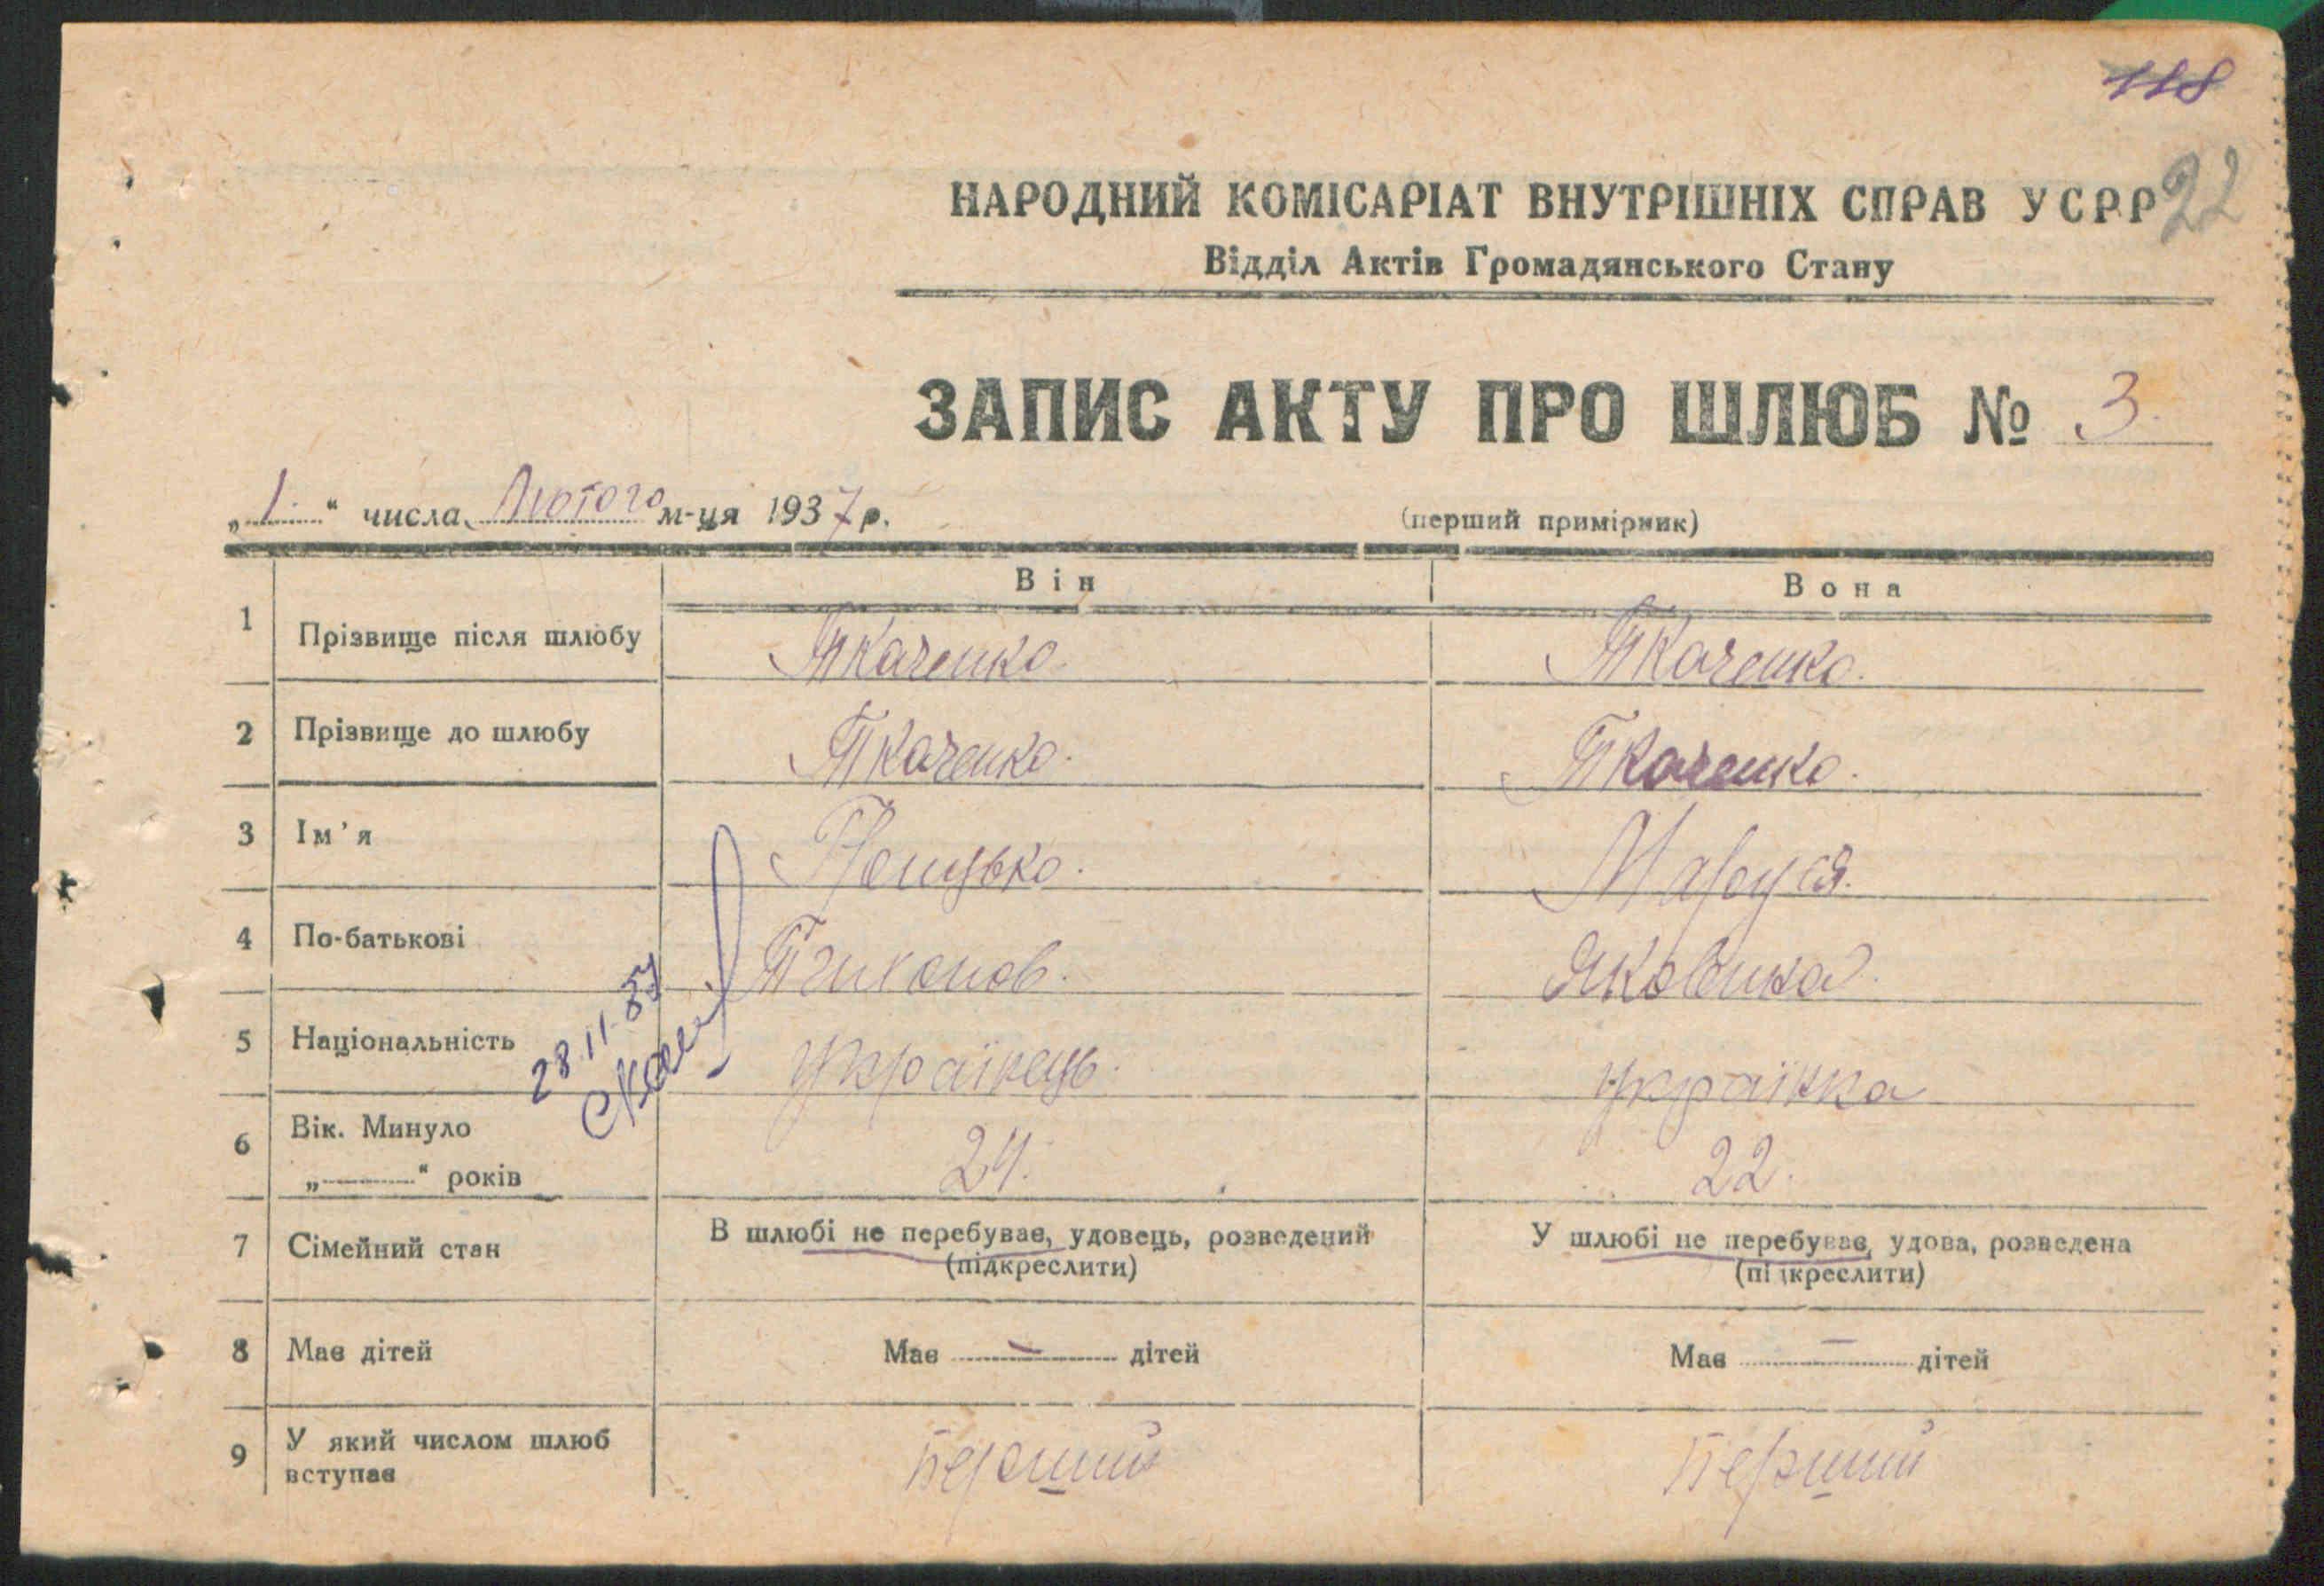 118
НАРОДНИЙ КОМІСАРІАТ ВНУТРІШНІХ СПРАВ УСРР 22
Відділ Актів Громадянського Стану
ЗАПИС АКТУ ПРО ШЛЮБ № 3.
„1.“ числа Лютого м-ця 1937 р.
(перший примірник)
Він Вона
1 Прізвище після шлюбу Ткаченко. Ткаченко.
2 Прізвище до шлюбу Ткаченко. Ткаченко.
3 Ім'я Маруся.
4 По-батькові Тихонов. Яковливна.
5 Національність Українець. Українка
28.11.57
6 Вік. Минуло
„ “ років 24. 22.
7 Сімейний стан В шлюбі не перебуває, удовець, розведений У шлюбі не перебуває, удова, розведена
(підкреслити) (підкреслити)
8 Має дітей Має — дітей Має — дітей
9 У який числом шлюб
вступає перший перший